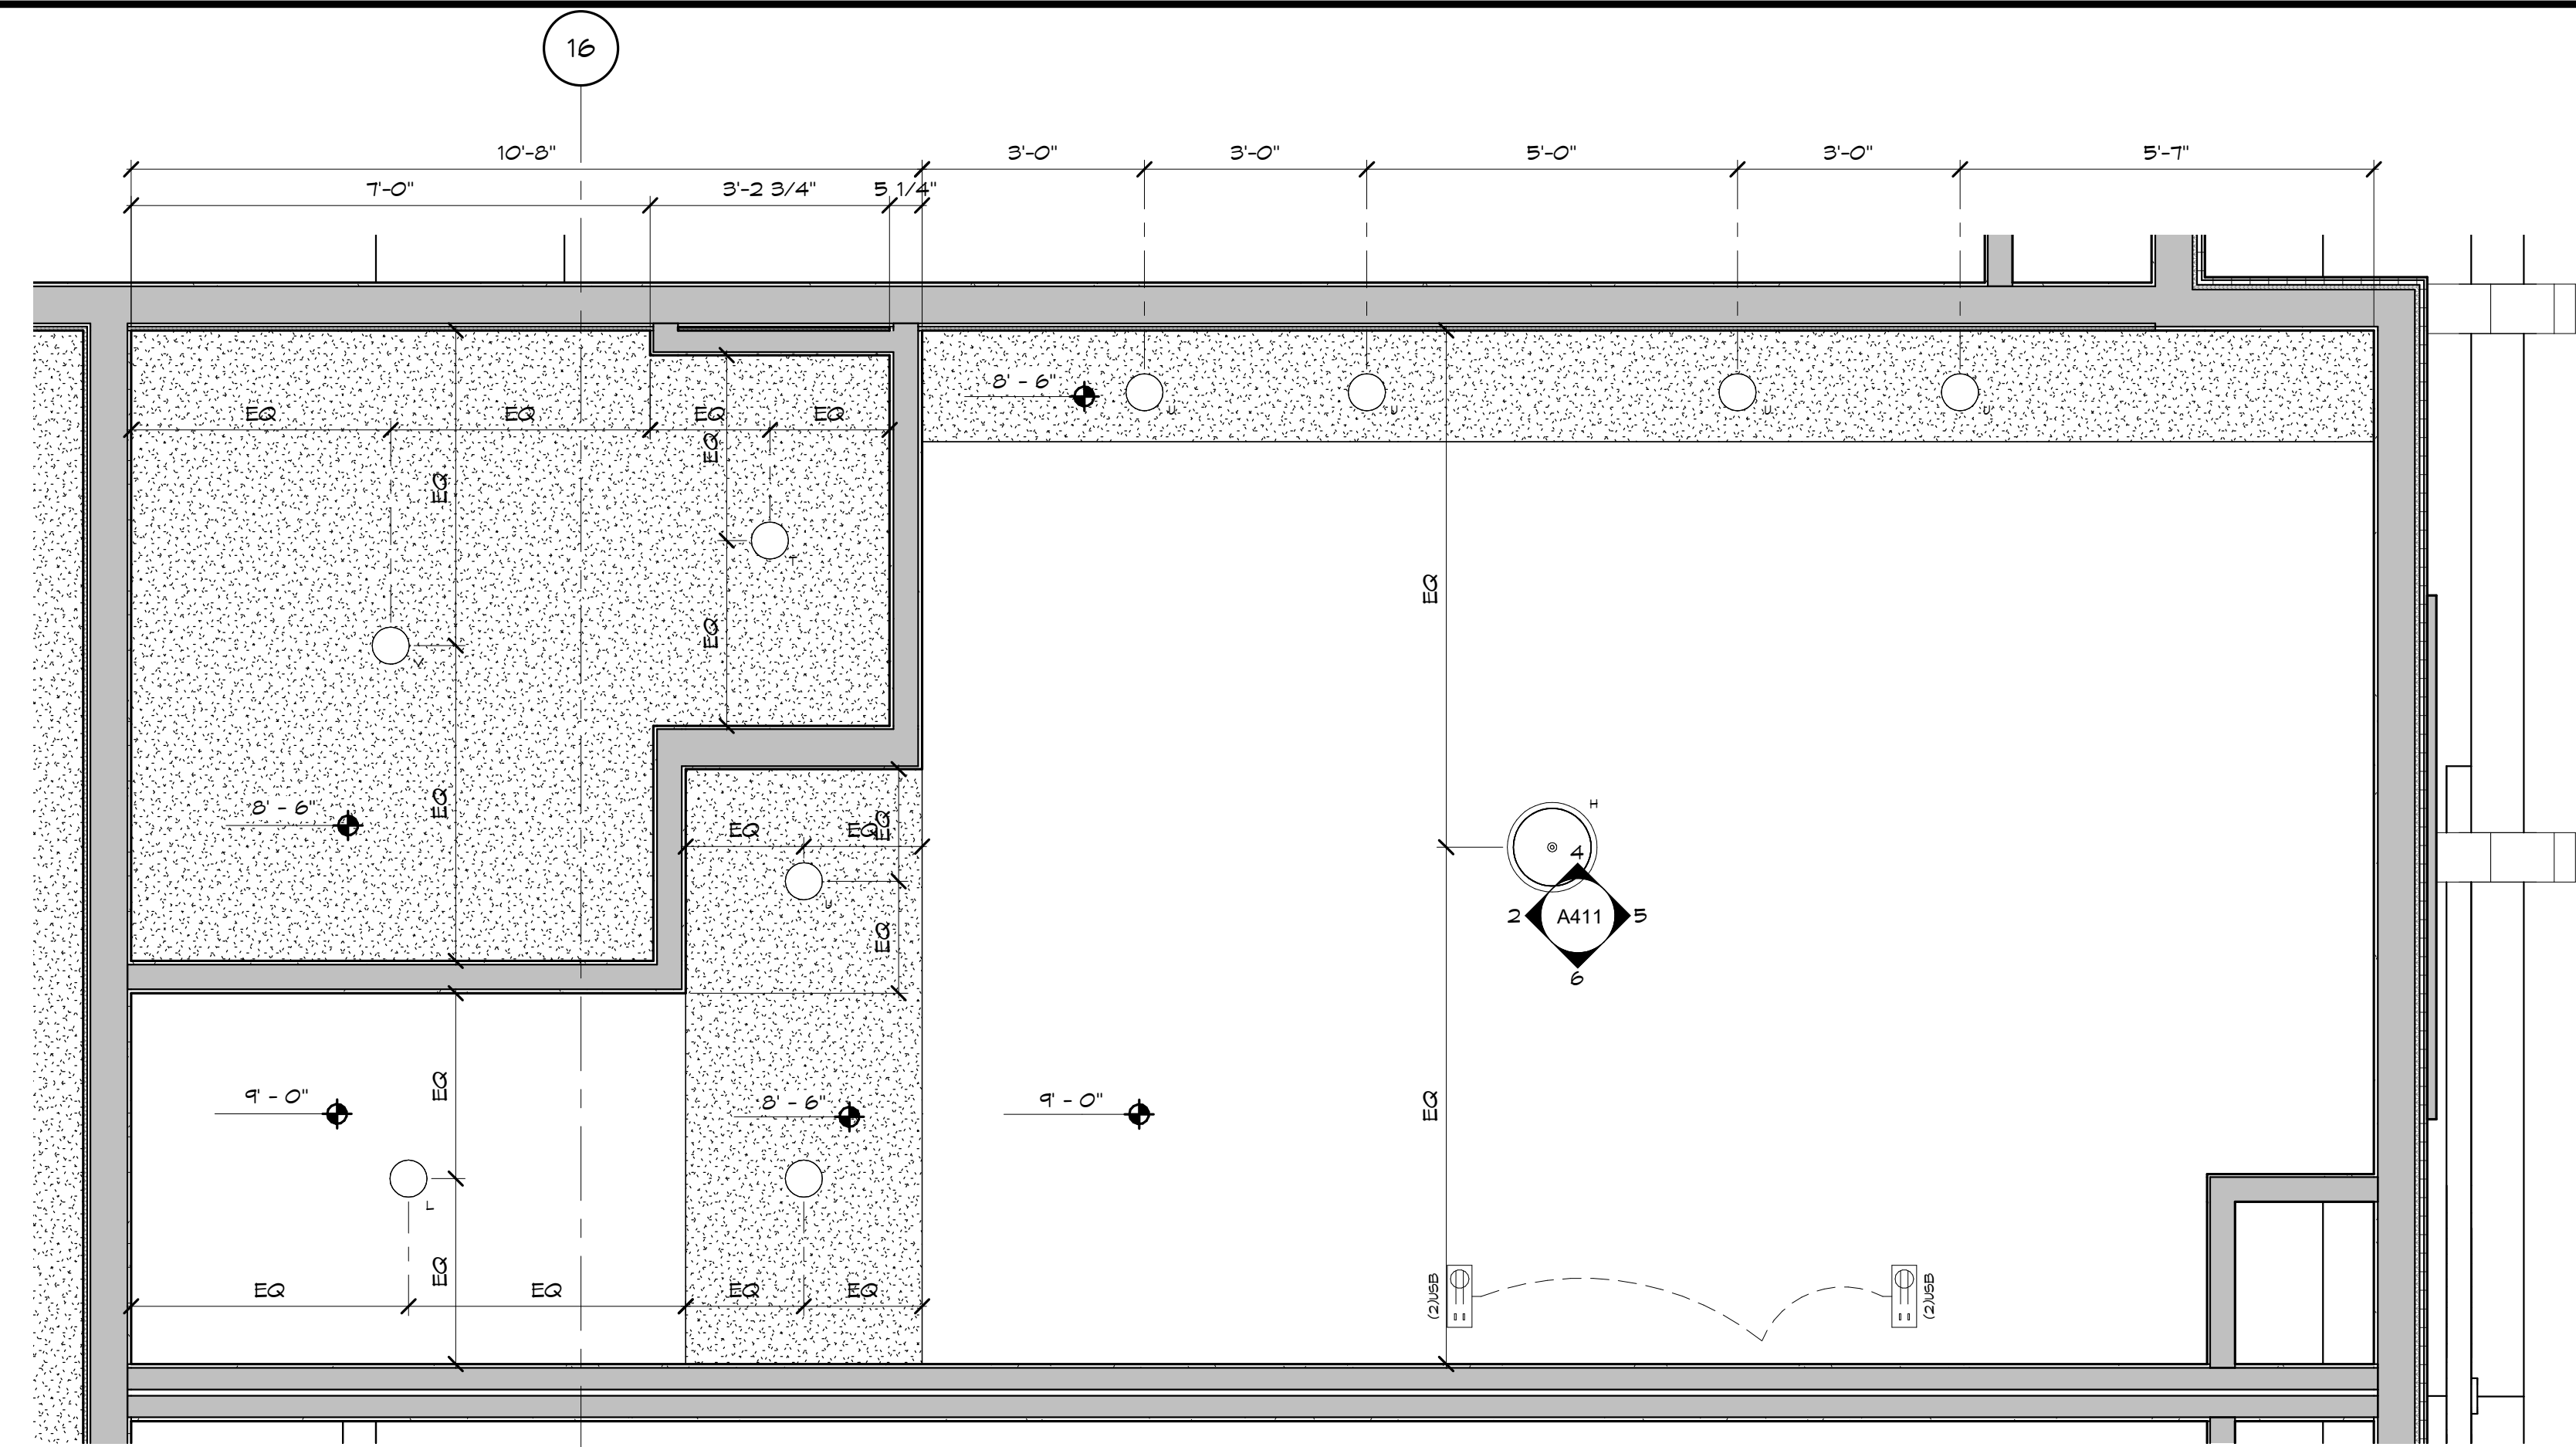 16
10'-8" 3'-0" 3'-0" 5'-0" 3'-0" 5'-7"
7'-0" 3'-2 3/4" 5 1/4"
8' - 6"
U U U U
EQ EQ EQ EQ
EQ
EQ
T
EQ
EQ
V
8' - 6"
EQ
H
EQ EQ
EQ
4
U
2 A411 5
EQ
6
9' - 0" 8' - 6" 9' - 0"
EQ
EQ
L
EQ
EQ EQ EQ EQ
(2)USB (2)USB